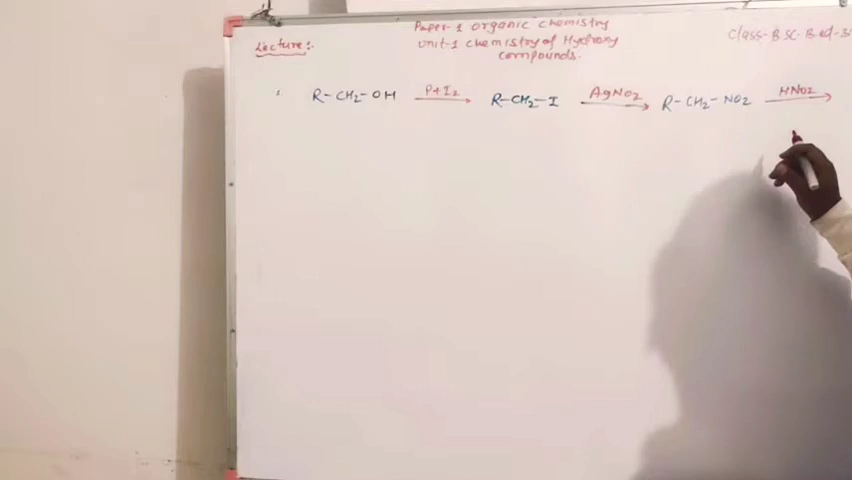 Paper-1 organic chemistry
Class-B.SC.B.ed-
Lecture:-
Unit-1 chemistry of Hydroxy
compounds.
R-CH₂-OH P+I₂ → R-CH₂-I AgNO₂ → R-CH₂-NO₂ HNO₂ →